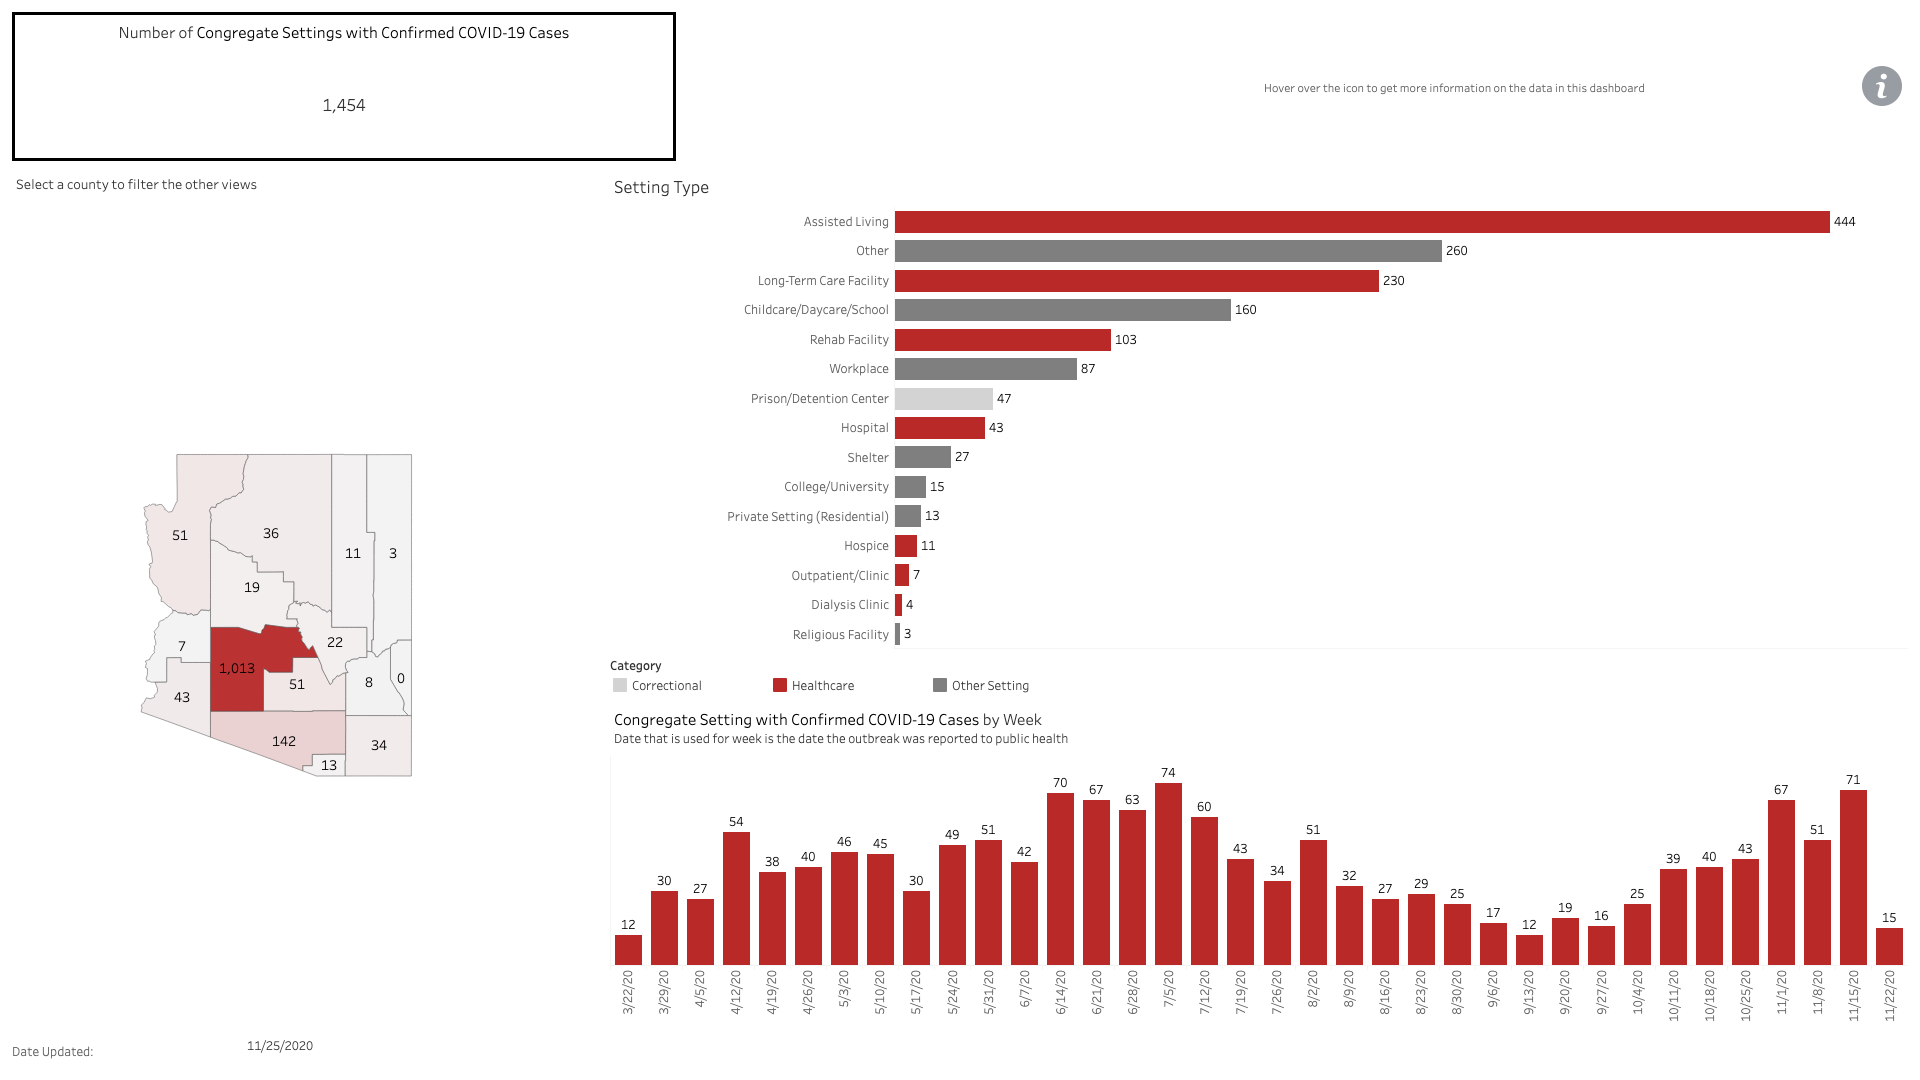 Number of Congregate Settings with Confirmed COVID-19 Cases
1,454
Hover over the icon to get more information on the data in this dashboard
i
Select a county to filter the other views
51
36
11
3
19
7
22
1,013
43
51
8
0
142
34
13
Setting Type
Assisted Living 444
Other 260
Long-Term Care Facility 230
Childcare/Daycare/School 160
Rehab Facility 103
Workplace 87
Prison/Detention Center 47
Hospital 43
Shelter 27
College/University 15
Private Setting (Residential) 13
Hospice 11
Outpatient/Clinic 7
Dialysis Clinic 4
Religious Facility 3
Category
Correctional Healthcare Other Setting
Congregate Setting with Confirmed COVID-19 Cases by Week
Date that is used for week is the date the outbreak was reported to public health
12 30 27 54 38 40 46 45 30 49 51 42 70 67 63 74 60 43 34 51 32 27 29 25 17 12 19 16 25 39 40 43 67 51 71 15
3/22/20 3/29/20 4/5/20 4/12/20 4/19/20 4/26/20 5/3/20 5/10/20 5/17/20 5/24/20 5/31/20 6/7/20 6/14/20 6/21/20 6/28/20 7/5/20 7/12/20 7/19/20 7/26/20 8/2/20 8/9/20 8/16/20 8/23/20 8/30/20 9/6/20 9/13/20 9/20/20 9/27/20 10/4/20 10/11/20 10/18/20 10/25/20 11/1/20 11/8/20 11/15/20 11/22/20
Date Updated: 11/25/2020